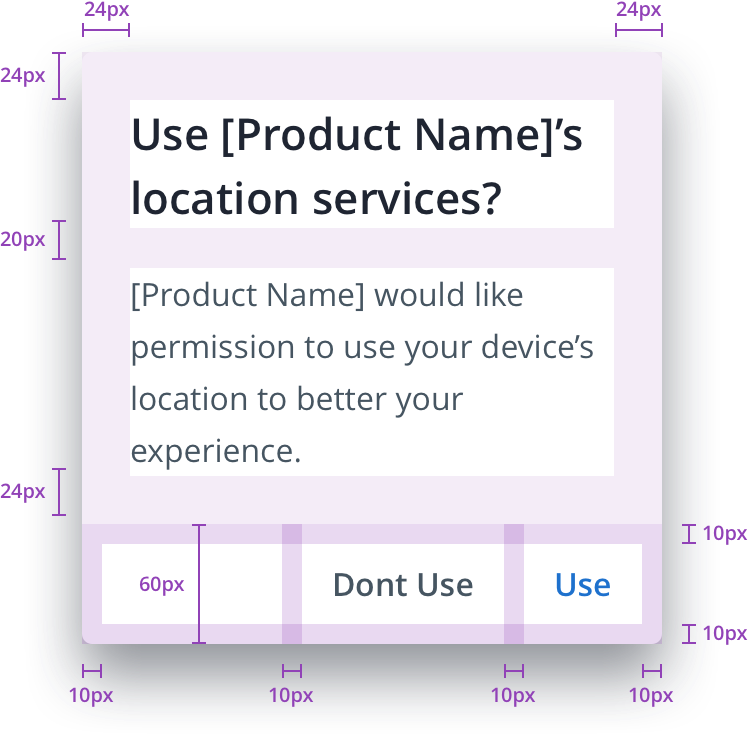 24px 24px
24px
Use [Product Name]’s
location services?
20px
[Product Name] would like
permission to use your device’s
location to better your
experience.
24px
10px
60px Dont Use Use
10px
10px 10px 10px 10px